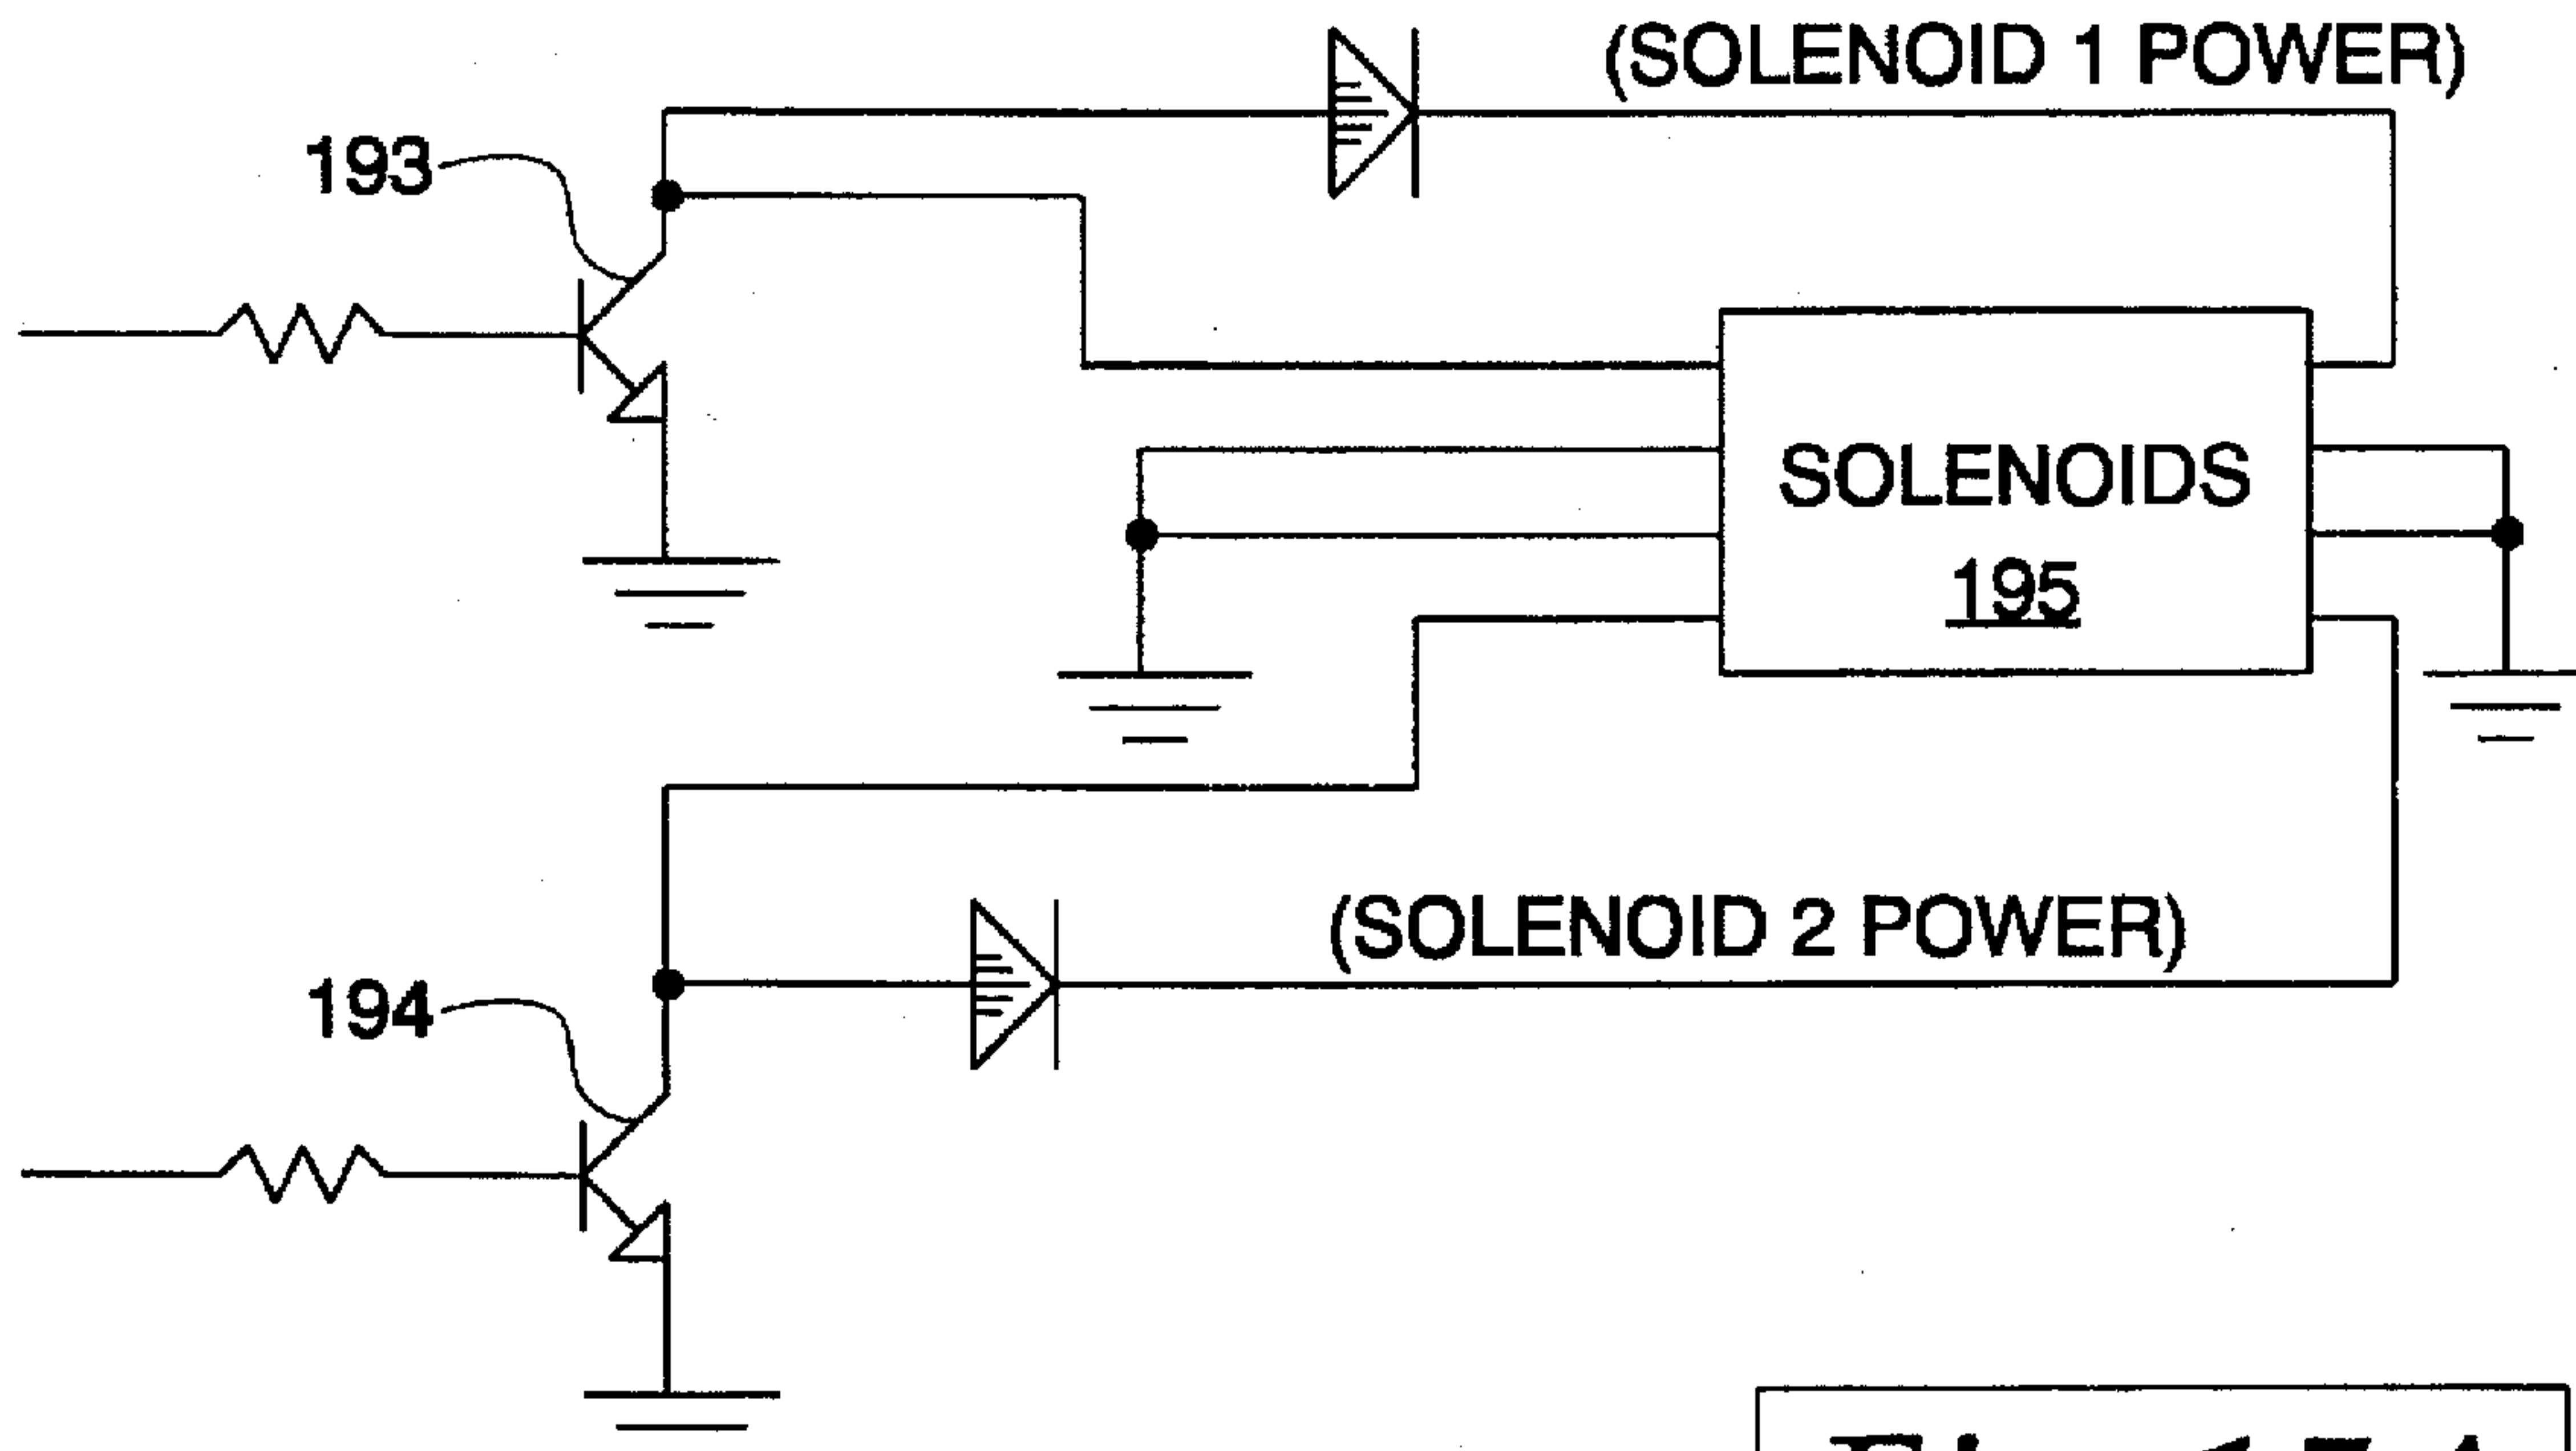 (SOLENOID 1 POWER)
193
SOLENOIDS
195
(SOLENOID 2 POWER)
194